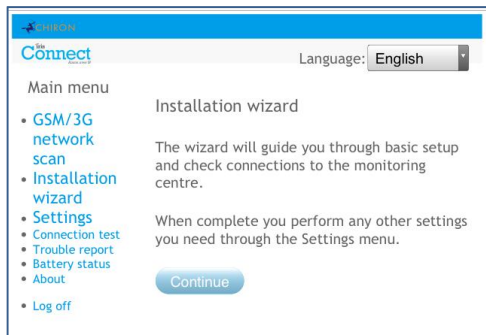 CHIRON
Connect
Language: English
Main menu
GSM/3G
network
scan
Installation
wizard
Settings
Connection test
Trouble report
Battery status
About
Log off
Installation wizard
The wizard will guide you through basic setup
and check connections to the monitoring
centre.
When complete you perform any other settings
you need through the Settings menu.
Continue